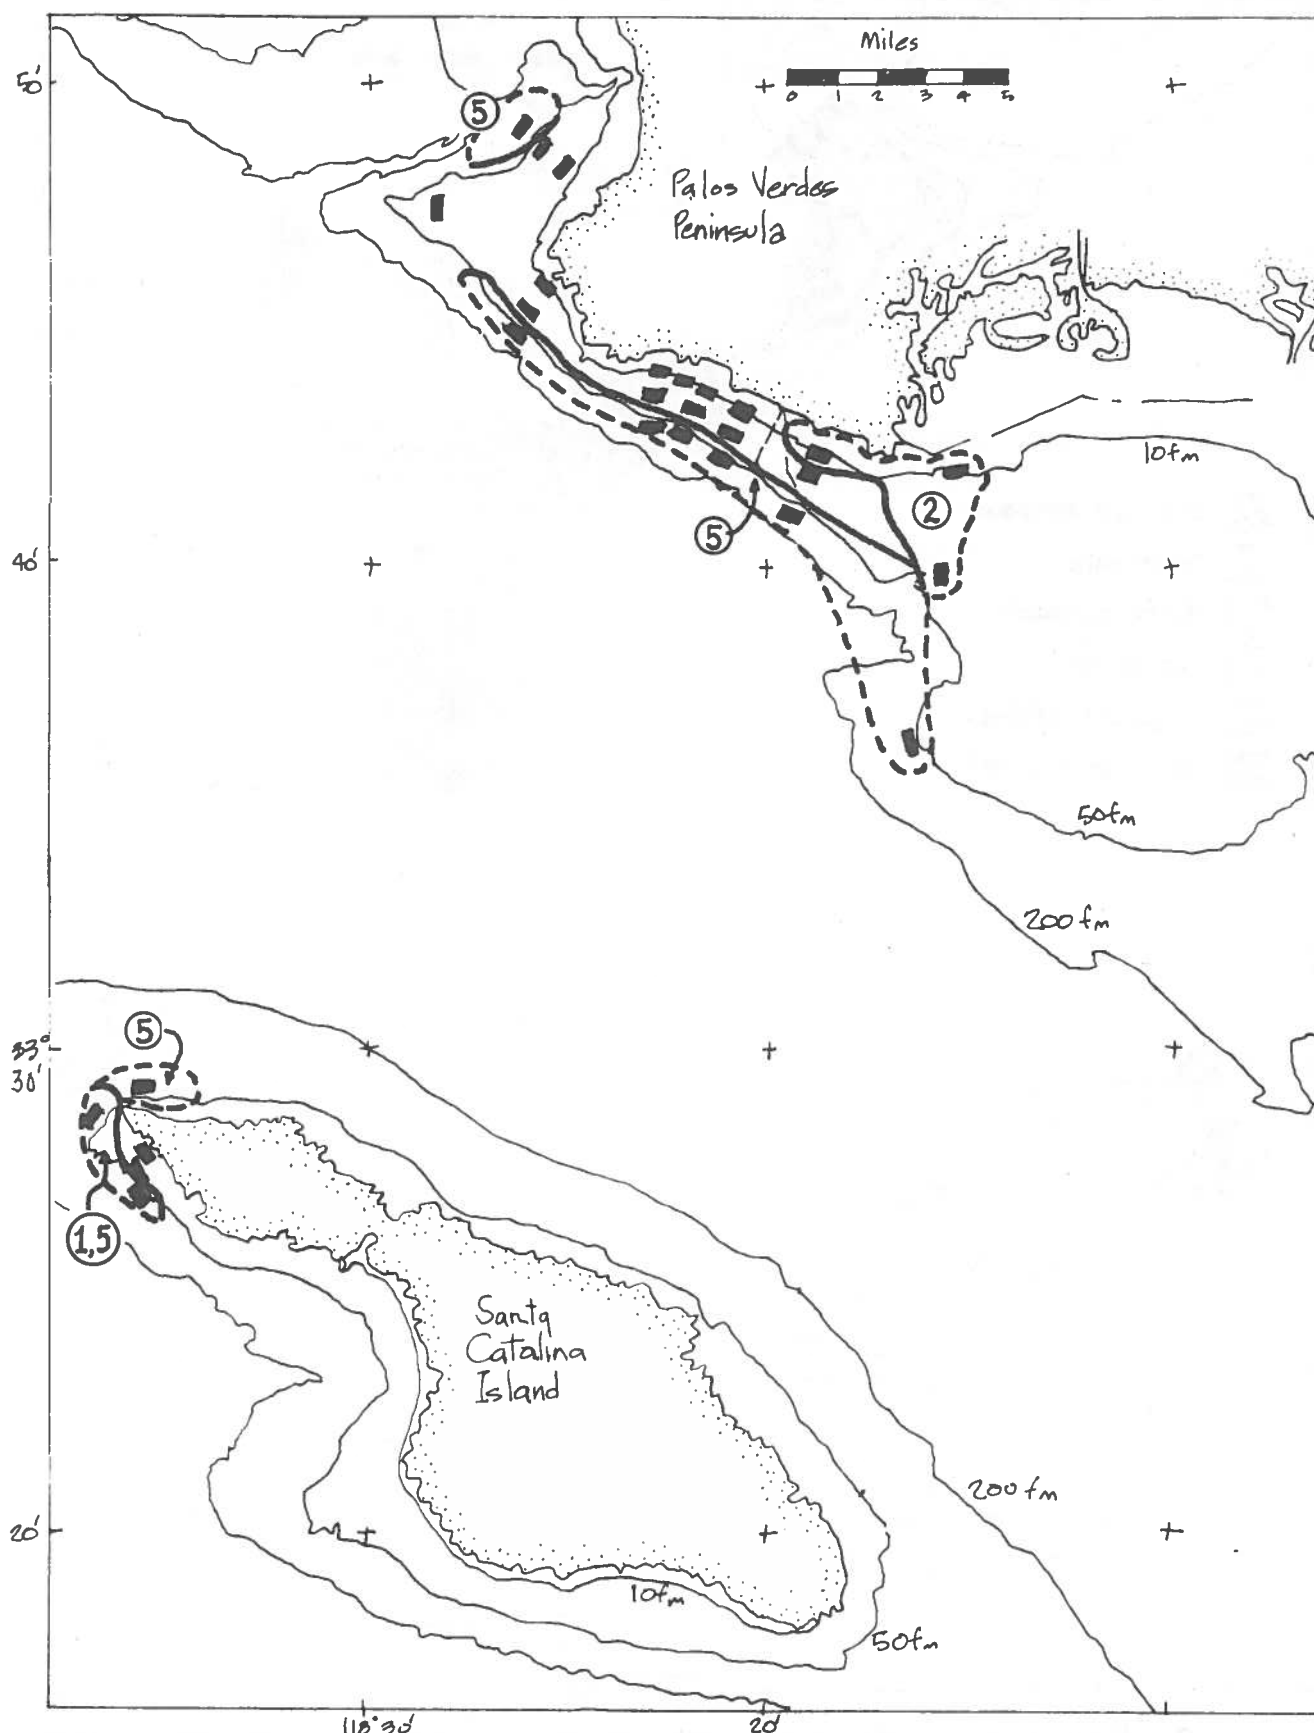 Miles
0 1 2 3 4 5
50'
5
Palos Verdes
Peninsula
10fm
2
5
40'
50fm
200fm
5
33°
30'
1,5
Santa
Catalina
Island
200fm
20'
10fm
50fm
118°30' 20'